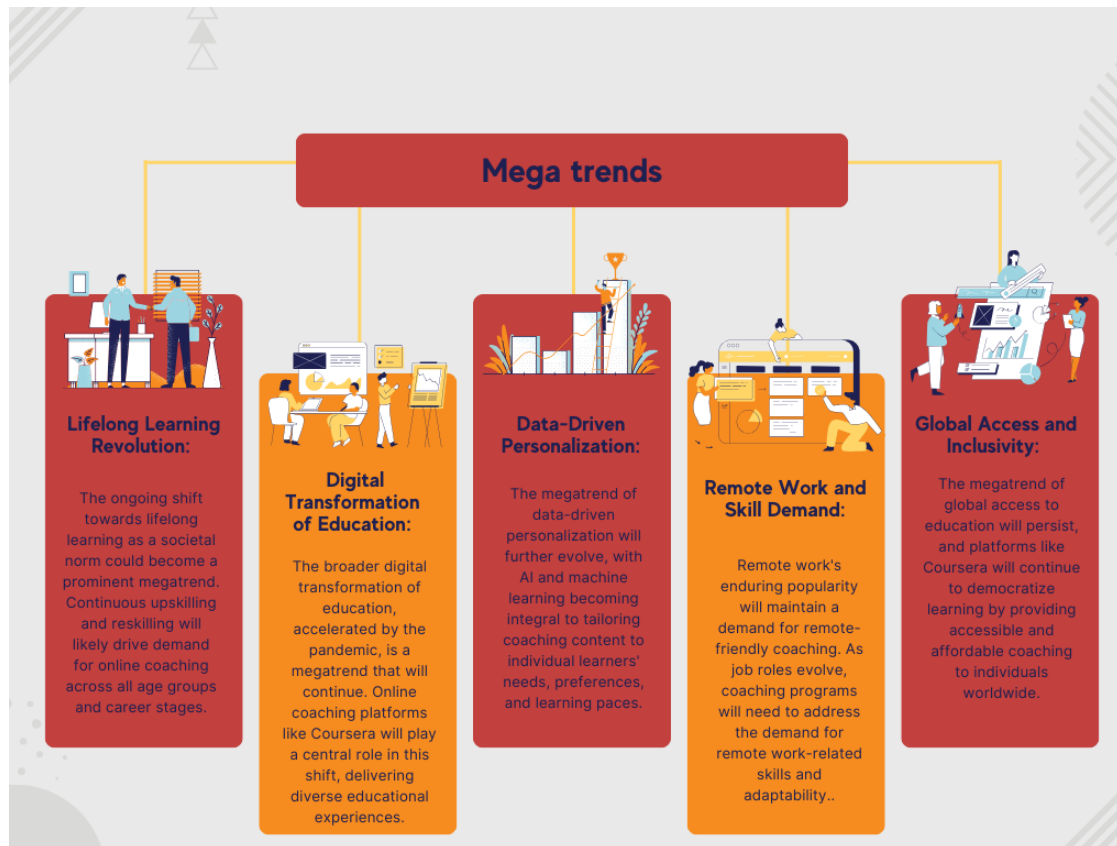 Mega trends
Lifelong Learning
Revolution:
The ongoing shift
towards lifelong
learning as a societal
norm could become a
prominent megatrend.
Continuous upskilling
and reskilling will
likely drive demand
for online coaching
across all age groups
and career stages.
Digital
Transformation
of Education:
The broader digital
transformation of
education,
accelerated by the
pandemic, is a
megatrend that will
continue. Online
coaching platforms
like Coursera will play
a central role in this
shift, delivering
diverse educational
experiences.
Data-Driven
Personalization:
The megatrend of
data-driven
personalization will
further evolve, with
AI and machine
learning becoming
integral to tailoring
coaching content to
individual learners'
needs, preferences,
and learning paces.
Remote Work and
Skill Demand:
Remote work's
enduring popularity
will maintain a
demand for remote-
friendly coaching. As
job roles evolve,
coaching programs
will need to address
the demand for
remote work-related
skills and
adaptability..
Global Access and
Inclusivity:
The megatrend of
global access to
education will persist,
and platforms like
Coursera will continue
to democratize
learning by providing
accessible and
affordable coaching
to individuals
worldwide.